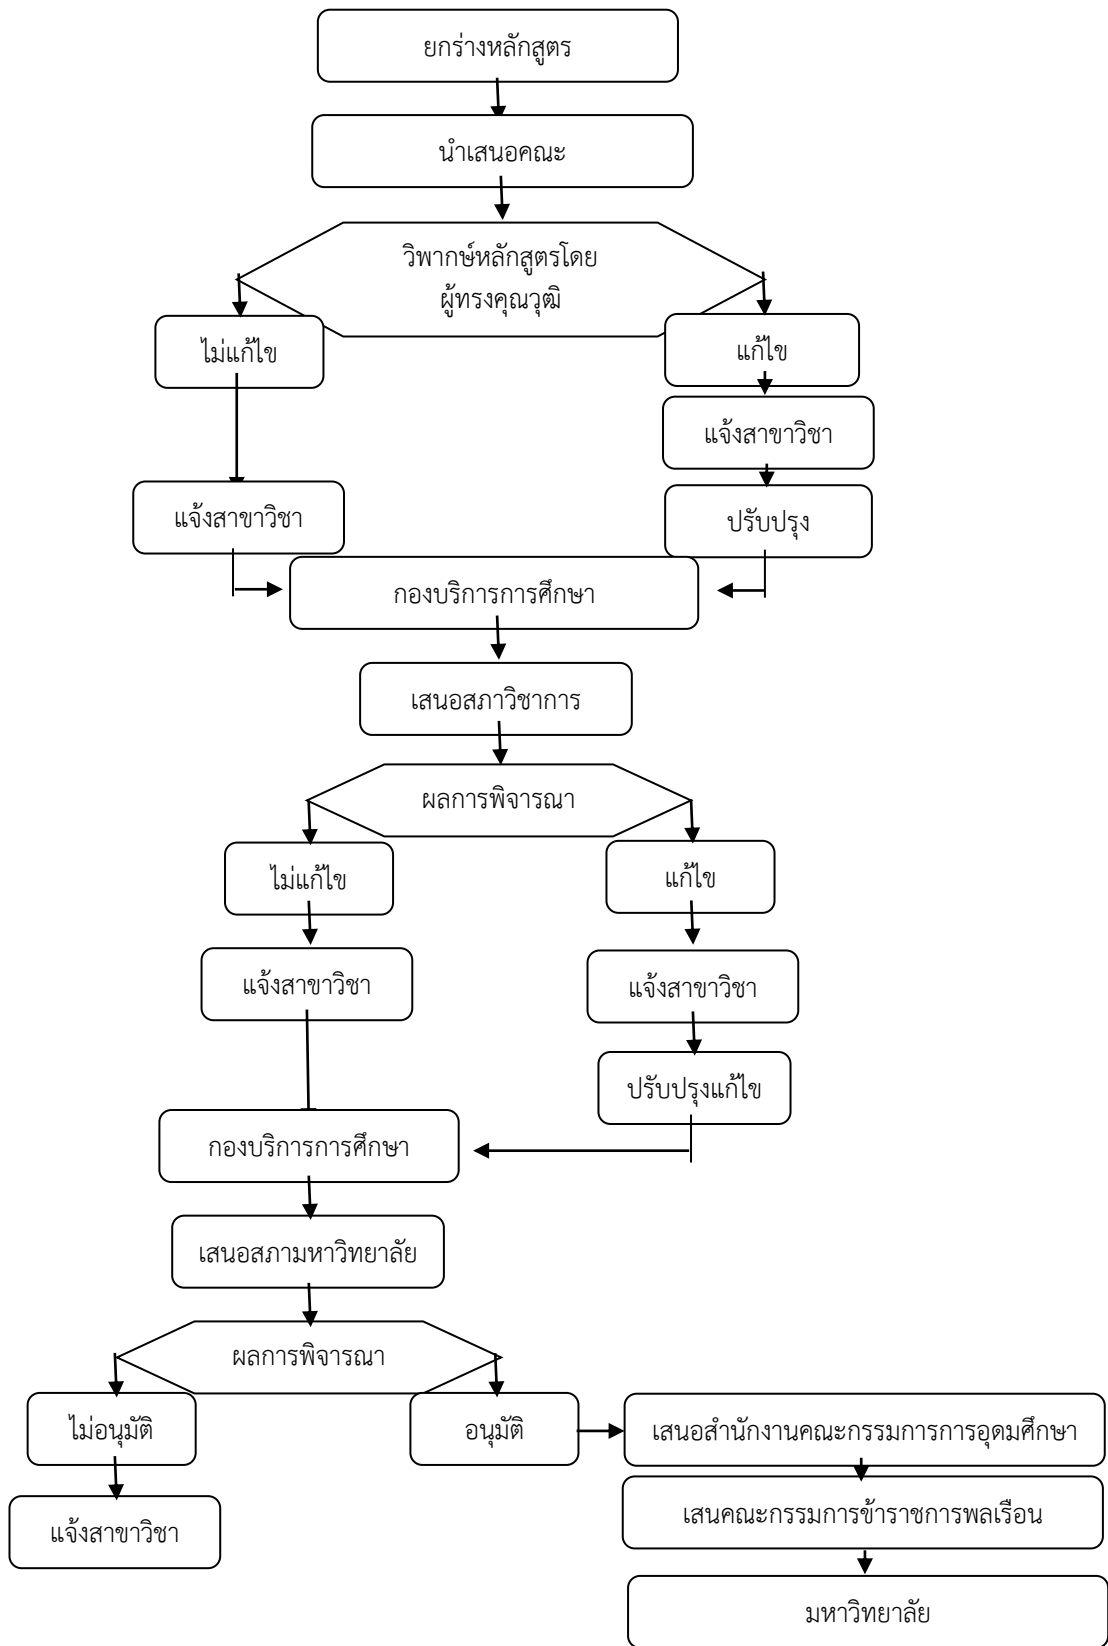 ยกร่างหลักสูตร
นำเสนอคณะ
วิพากษ์หลักสูตรโดย
ผู้ทรงคุณวุฒิ
ไม่แก้ไข
แก้ไข
แจ้งสาขาวิชา
แจ้งสาขาวิชา
ปรับปรุง
กองบริการการศึกษา
เสนอสภาวิชาการ
ผลการพิจารณา
ไม่แก้ไข
แก้ไข
แจ้งสาขาวิชา
แจ้งสาขาวิชา
ปรับปรุงแก้ไข
กองบริการการศึกษา
เสนอสภามหาวิทยาลัย
ผลการพิจารณา
ไม่อนุมัติ
อนุมัติ
เสนอสำนักงานคณะกรรมการการอุดมศึกษา
เสนคณะกรรมการข้าราชการพลเรือน
แจ้งสาขาวิชา
มหาวิทยาลัย